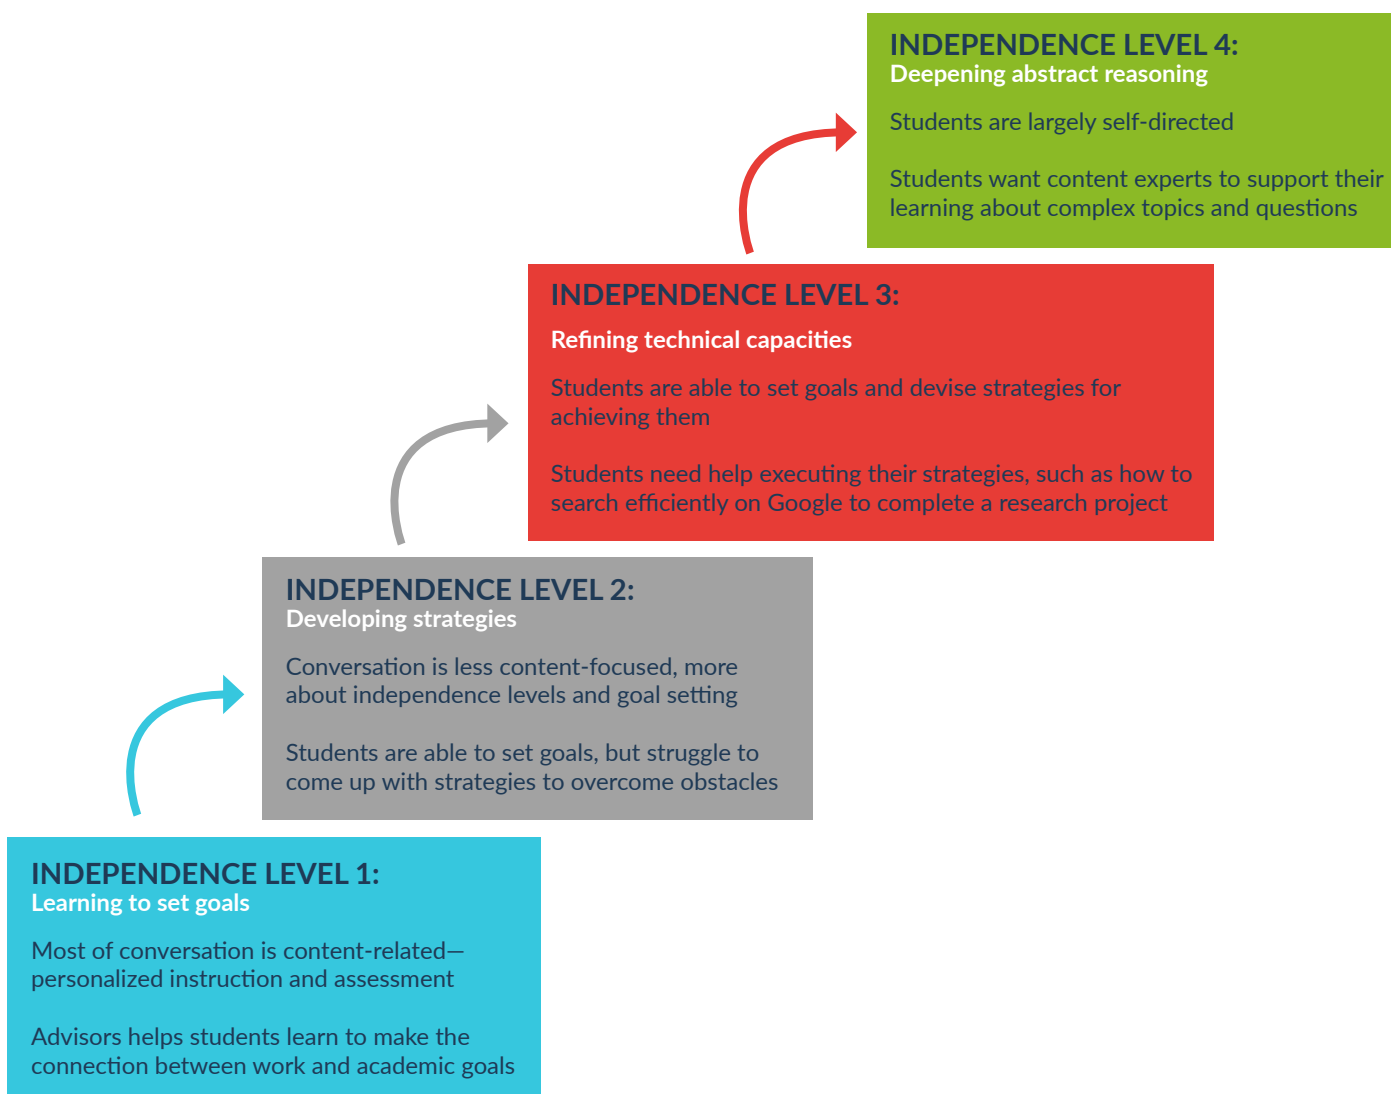 INDEPENDENCE LEVEL 4:
Deepening abstract reasoning
Students are largely self-directed
Students want content experts to support their
learning about complex topics and questions
INDEPENDENCE LEVEL 3:
Refining technical capacities
Students are able to set goals and devise strategies for
achieving them
Students need help executing their strategies, such as how to
search efficiently on Google to complete a research project
INDEPENDENCE LEVEL 2:
Developing strategies
Conversation is less content-focused, more
about independence levels and goal setting
Students are able to set goals, but struggle to
come up with strategies to overcome obstacles
INDEPENDENCE LEVEL 1:
Learning to set goals
Most of conversation is content-related—
personalized instruction and assessment
Advisors helps students learn to make the
connection between work and academic goals